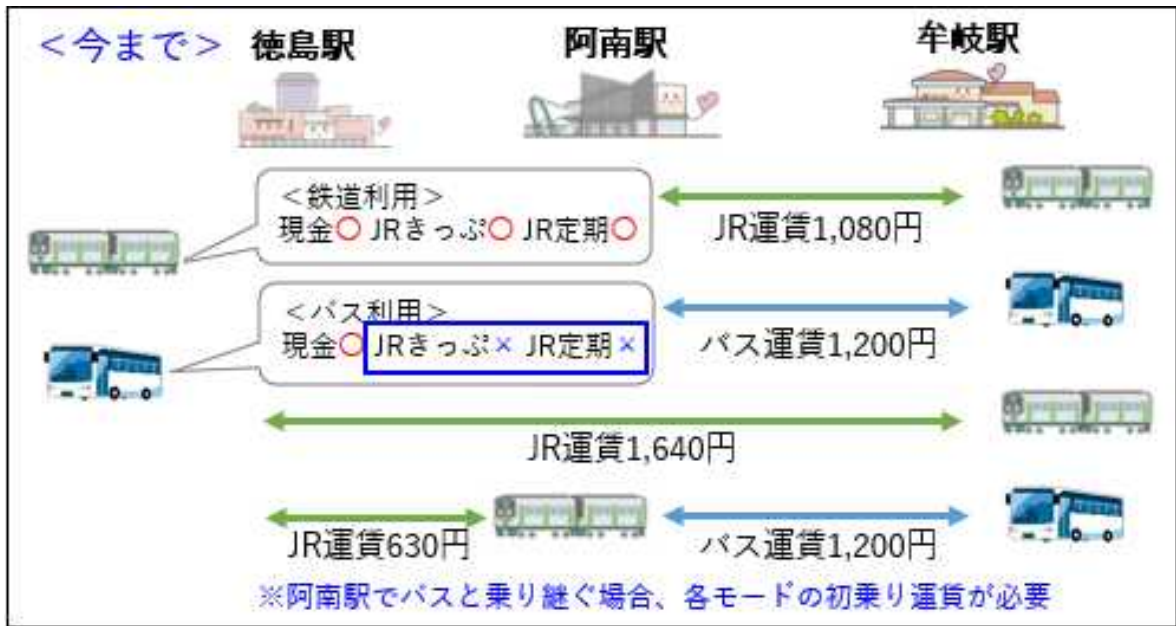 ＜今まで＞ 徳島駅 阿南駅 牟岐駅
＜鉄道利用＞
現金○ JRきっぷ○ JR定期○
JR運賃1,080円
＜バス利用＞
現金○ JRきっぷ× JR定期×
バス運賃1,200円
JR運賃1,640円
JR運賃630円
バス運賃1,200円
※阿南駅でバスと乗り継ぐ場合、各モードの初乗り運賃が必要